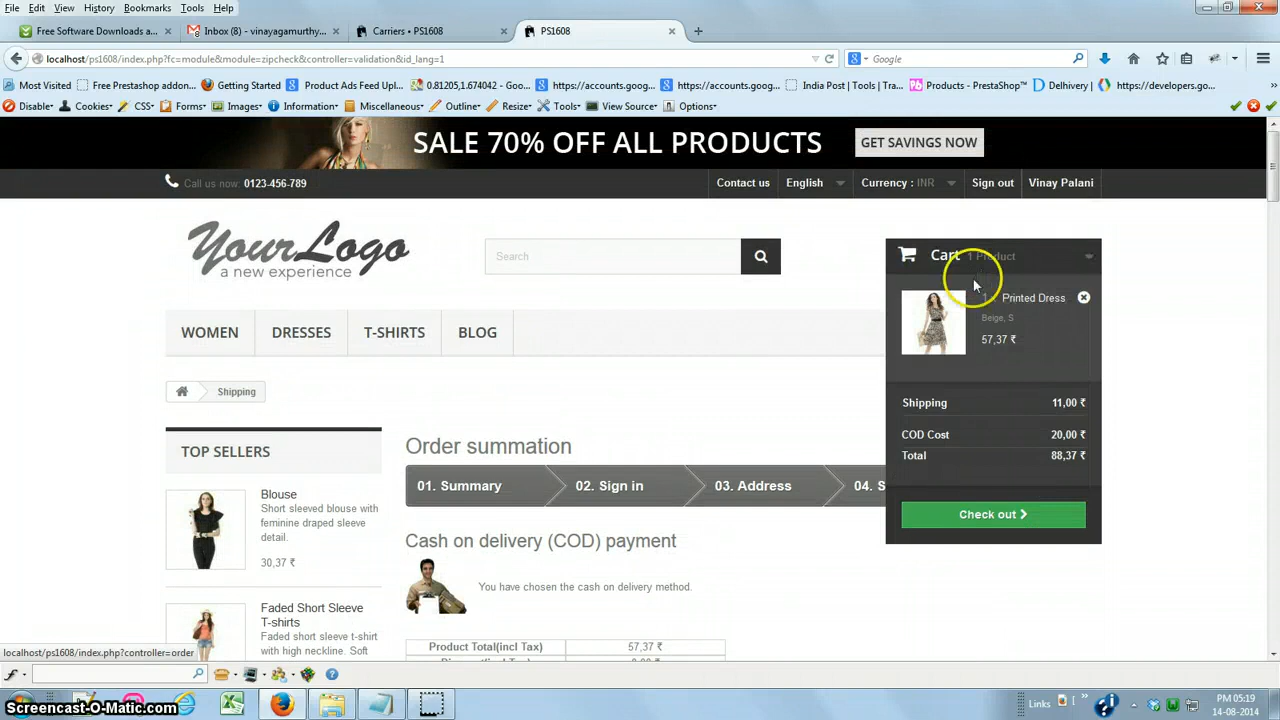 File Edit View History Bookmarks Tools Help
Free Software Downloads a...
Inbox (8) - vinayagamurthy...
Carriers • PS1608
PS1608
localhost/ps1608/index.php?fc=module&module=zipcheck&controller=validation&id_lang=1
Google
Most Visited Free Prestashop addon... Getting Started Product Ads Feed Upl... 0.81205,1.674042 - Goo... https://accounts.goog... https://accounts.goog... India Post | Tools | Tra... Products - PrestaShop™ Delhivery | https://developers.go...
Disable Cookies CSS Forms Images Information Miscellaneous Outline Resize Tools View Source Options
SALE 70% OFF ALL PRODUCTS GET SAVINGS NOW
Call us now: 0123-456-789 Contact us English Currency : INR Sign out Vinay Palani
YourLogo
a new experience
Search
Cart 1 Product
Printed Dress
Beige, S
57,37 ₹
WOMEN DRESSES T-SHIRTS BLOG
Shipping
Shipping 11,00 ₹
COD Cost 20,00 ₹
Total 88,37 ₹
Check out
TOP SELLERS
Blouse
Short sleeved blouse with
feminine draped sleeve
detail.
30,37 ₹
Faded Short Sleeve
T-shirts
Faded short sleeve t-shirt
with high neckline. Soft
Order summation
01. Summary 02. Sign in 03. Address 04. S
Cash on delivery (COD) payment
You have chosen the cash on delivery method.
Product Total(incl Tax) 57,37 ₹
localhost/ps1608/index.php?controller=order
Screencast-O-Matic.com
Links
PM 05:19
14-08-2014